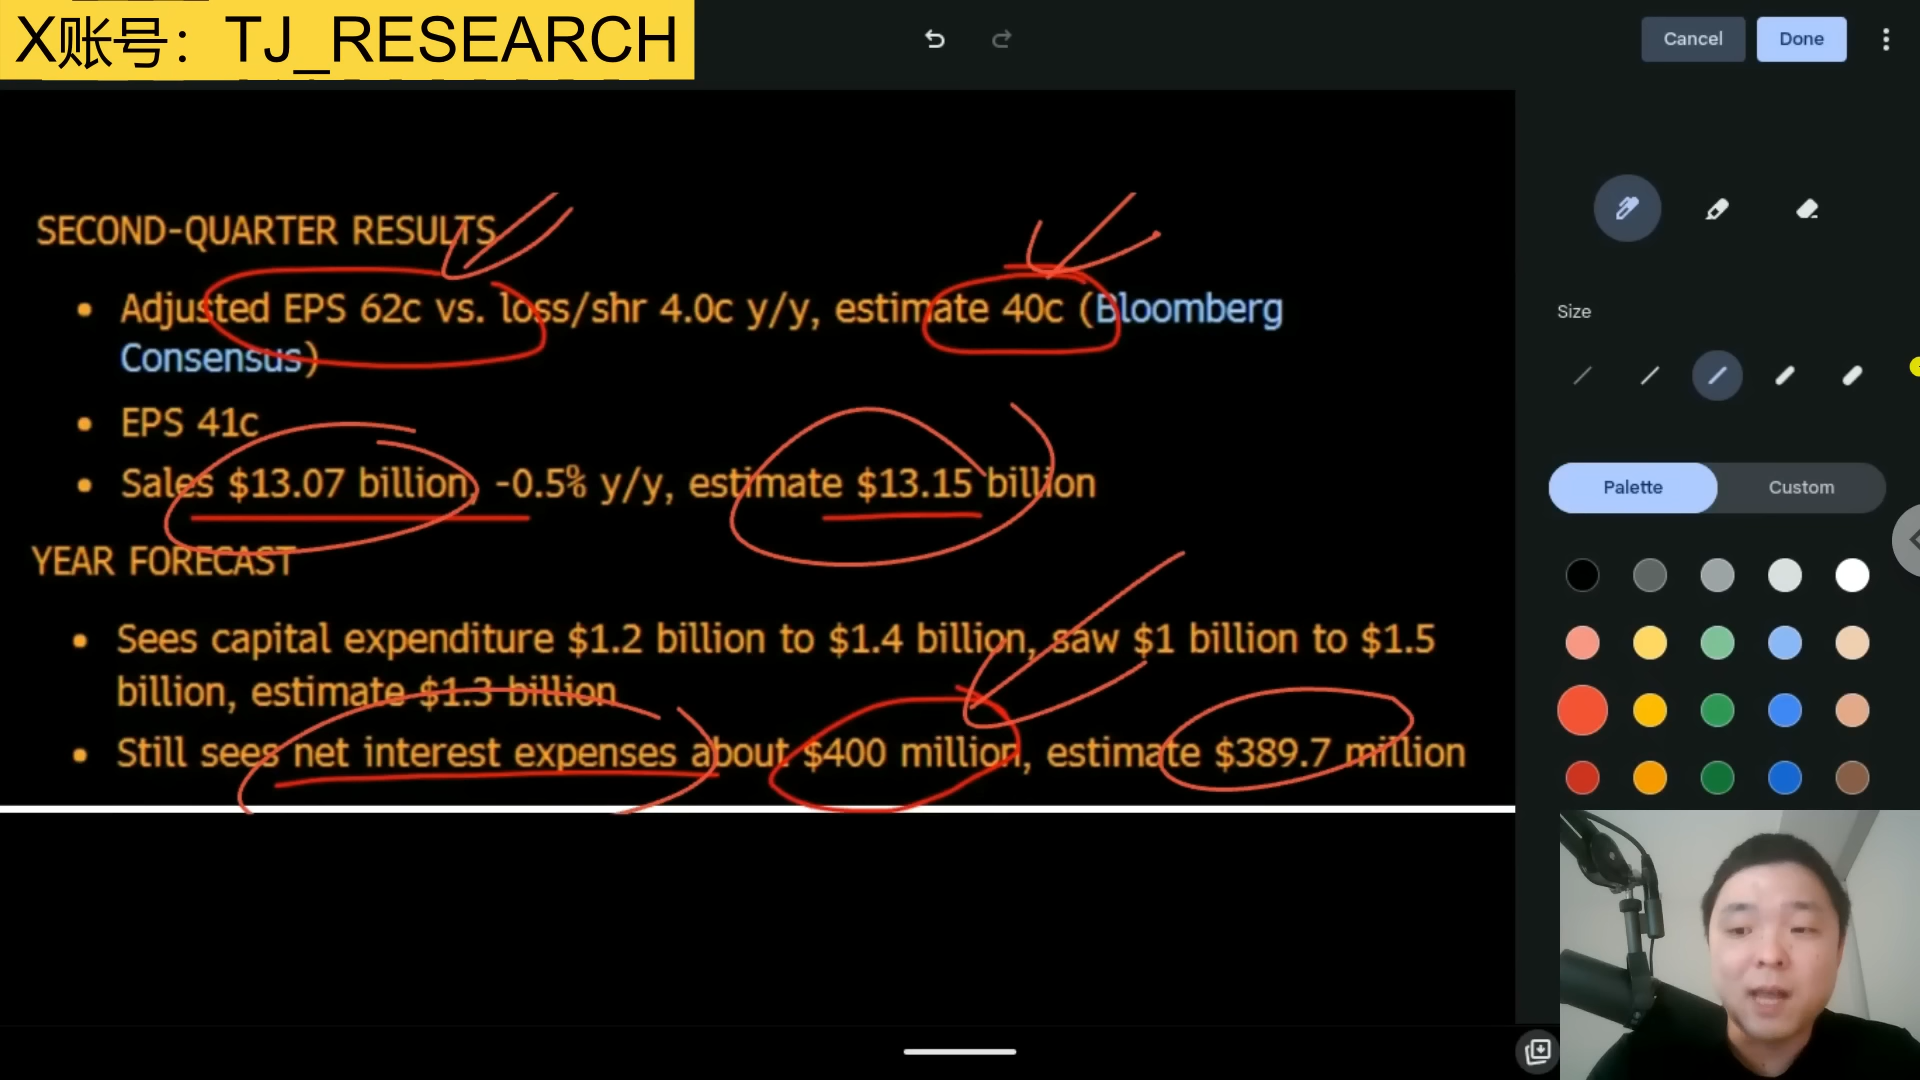 X账号：TJ_RESEARCH
Cancel
Done
SECOND-QUARTER RESULTS
• Adjusted EPS 62c vs. loss/shr 4.0c y/y, estimate 40c (Bloomberg
Consensus)
• EPS 41c
• Sales $13.07 billion, -0.5% y/y, estimate $13.15 billion
YEAR FORECAST
• Sees capital expenditure $1.2 billion to $1.4 billion, saw $1 billion to $1.5
billion, estimate $1.3 billion
• Still sees net interest expenses about $400 million, estimate $389.7 million
Size
Palette
Custom